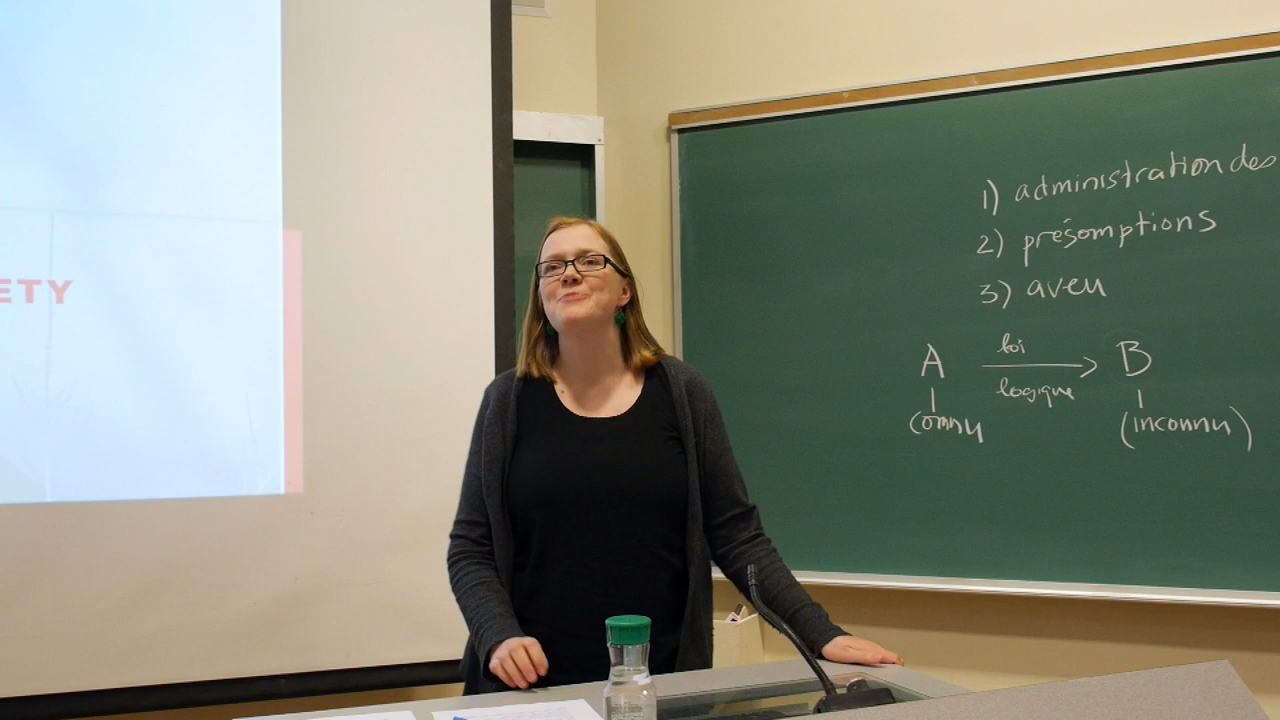 ETY
1) administration des
2) présomptions
3) aveu
A loi B
logique
(connu (inconnu)